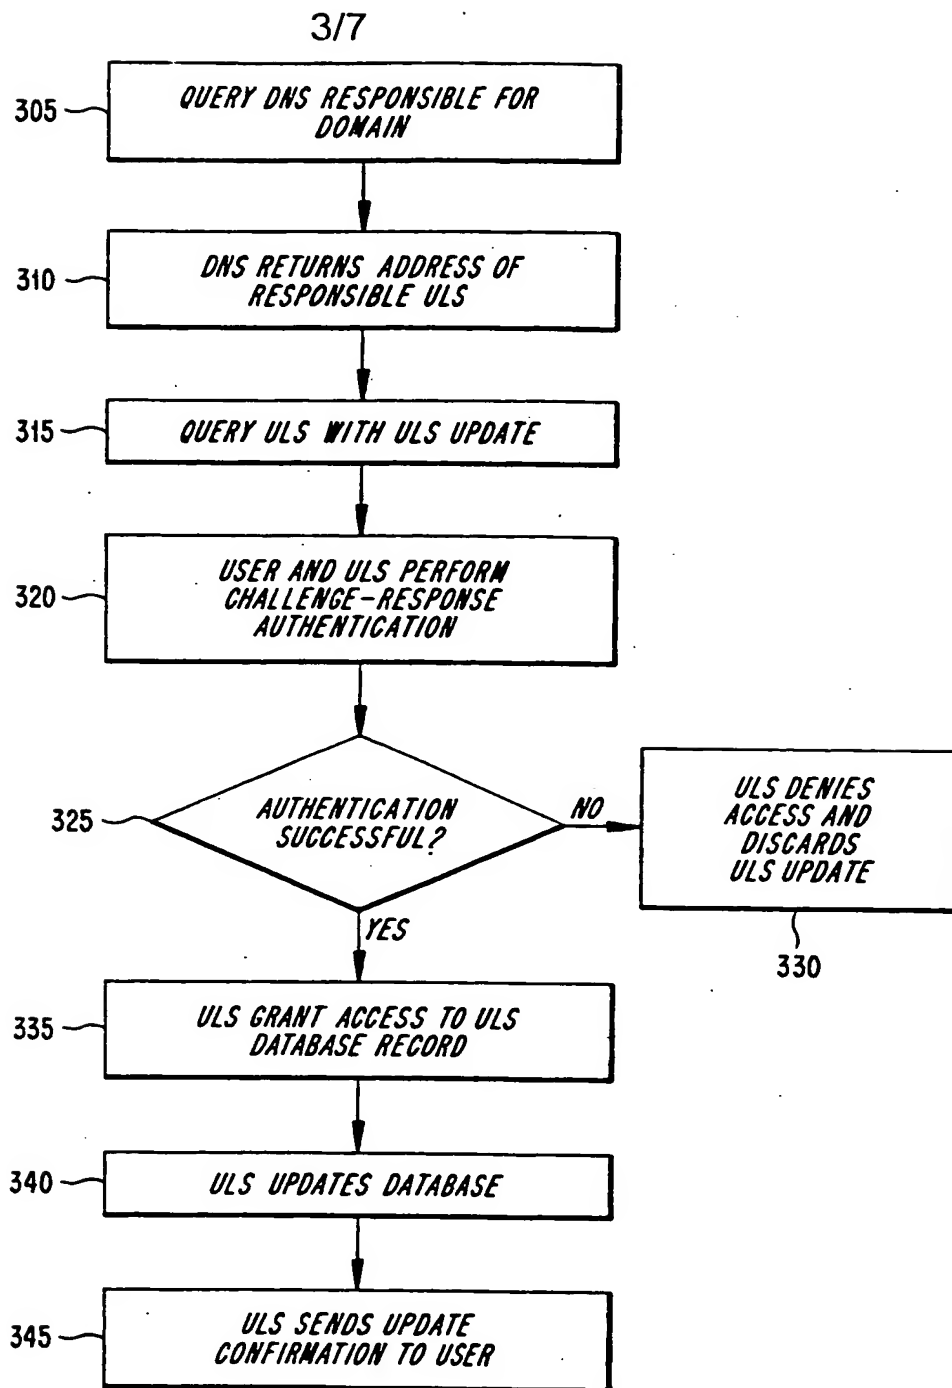 3/7
305
QUERY DNS RESPONSIBLE FOR
DOMAIN
310
DNS RETURNS ADDRESS OF
RESPONSIBLE ULS
315
QUERY ULS WITH ULS UPDATE
320
USER AND ULS PERFORM
CHALLENGE-RESPONSE
AUTHENTICATION
325
AUTHENTICATION
SUCCESSFUL?
NO
ULS DENIES
ACCESS AND
DISCARDS
ULS UPDATE
330
YES
335
ULS GRANT ACCESS TO ULS
DATABASE RECORD
340
ULS UPDATES DATABASE
345
ULS SENDS UPDATE
CONFIRMATION TO USER